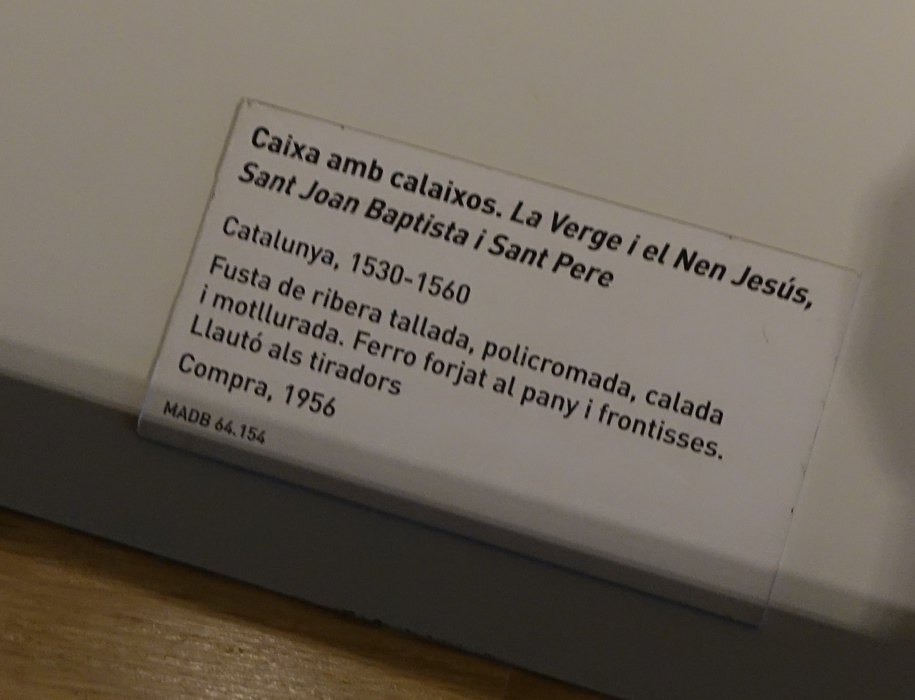 Caixa amb calaixos. La Verge i el Nen Jesús,
Sant Joan Baptista i Sant Pere
Catalunya, 1530-1560
Fusta de ribera tallada, policromada, calada
i motllurada. Ferro forjat al pany i frontisses.
Llautó als tiradors
Compra, 1956
MADB 64.154